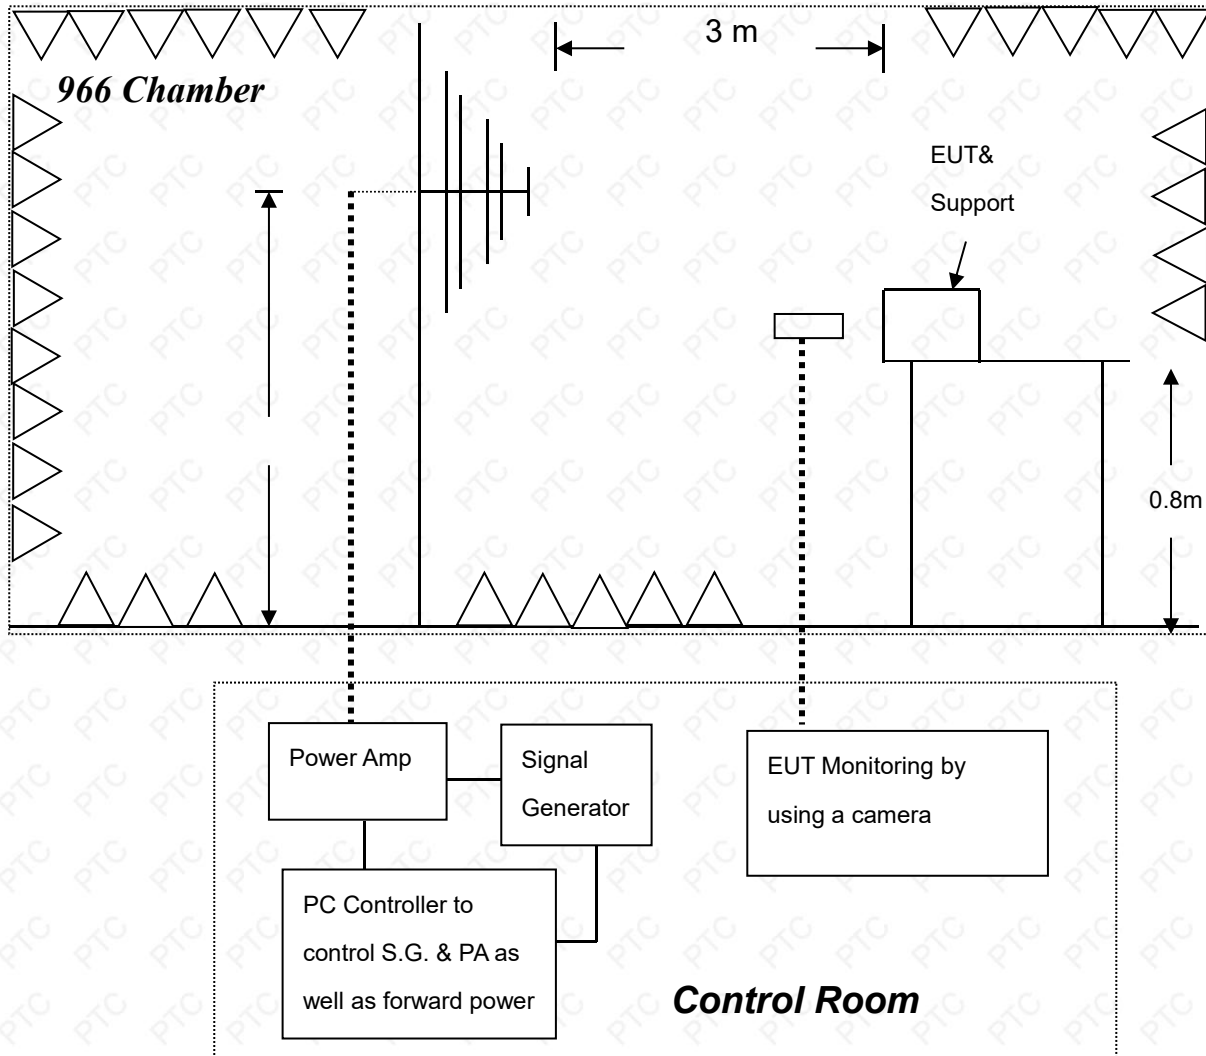 3 m
966 Chamber
EUT&
Support
0.8m
Power Amp
Signal
Generator
EUT Monitoring by
using a camera
PC Controller to
control S.G. & PA as
well as forward power
Control Room
PTC